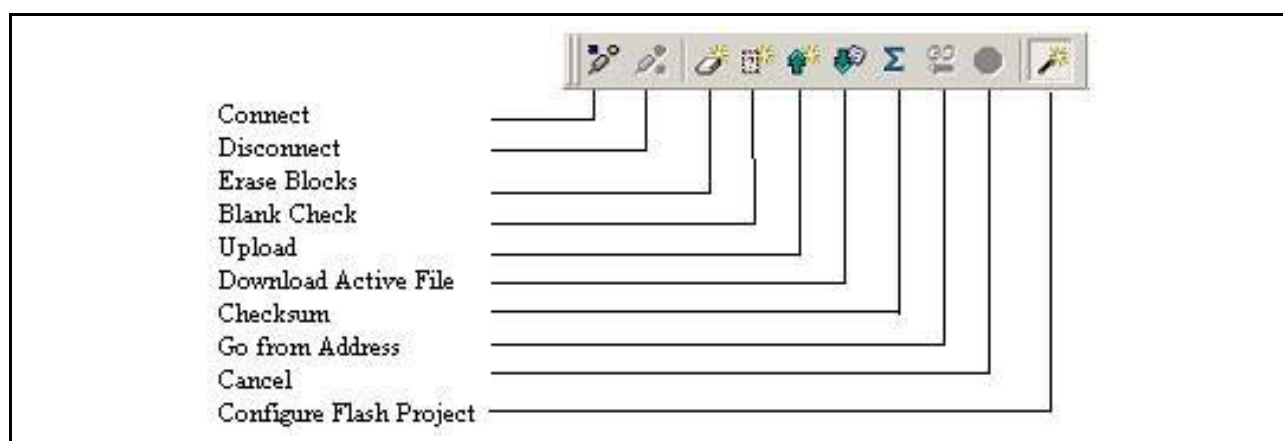 Connect
Disconnect
Erase Blocks
Blank Check
Upload
Download Active File
Checksum
Go from Address
Cancel
Configure Flash Project